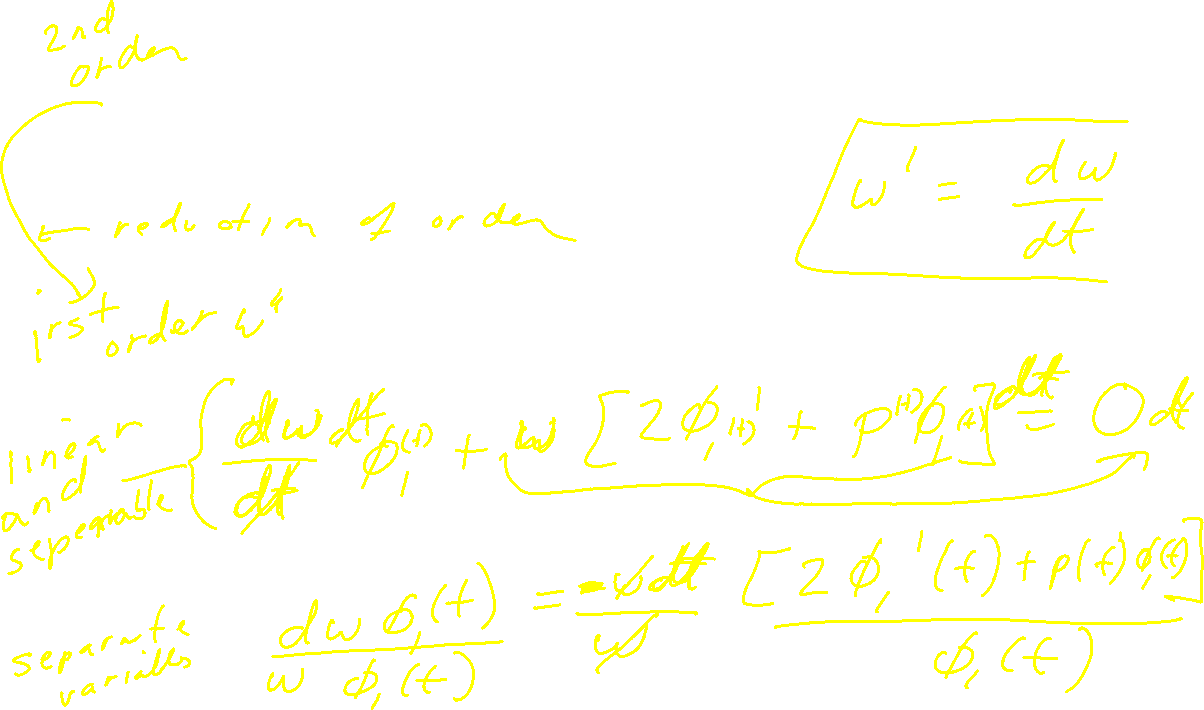 2nd
order
w' = dw/dt
← reduction of order
irst
order w
linear
and
seperable { dw/dt dt ϕ₁(t) + w [2ϕ₁(t)' + p(t)ϕ₁(t)] dt = 0 dt
separate
variables dw ϕ₁(t) / w ϕ₁(t) = -w dt / w [2ϕ₁'(t) + p(t)ϕ₁(t)] / ϕ₁(t)